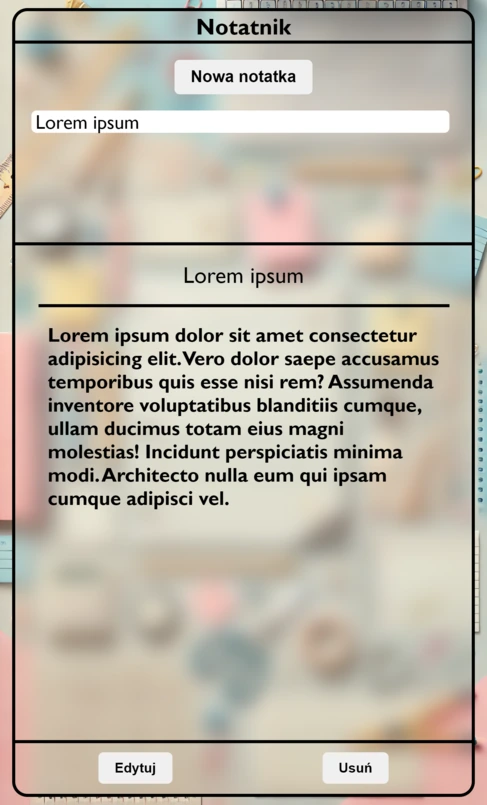 Notatnik
Nowa notatka
Lorem ipsum
Lorem ipsum
Lorem ipsum dolor sit amet consectetur
adipisicing elit. Vero dolor saepe accusamus
temporibus quis esse nisi rem? Assumenda
inventore voluptatibus blanditiis cumque,
ullam ducimus totam eius magni
molestias! Incidunt perspiciatis minima
modi. Architecto nulla eum qui ipsam
cumque adipisci vel.
Edytuj
Usuń